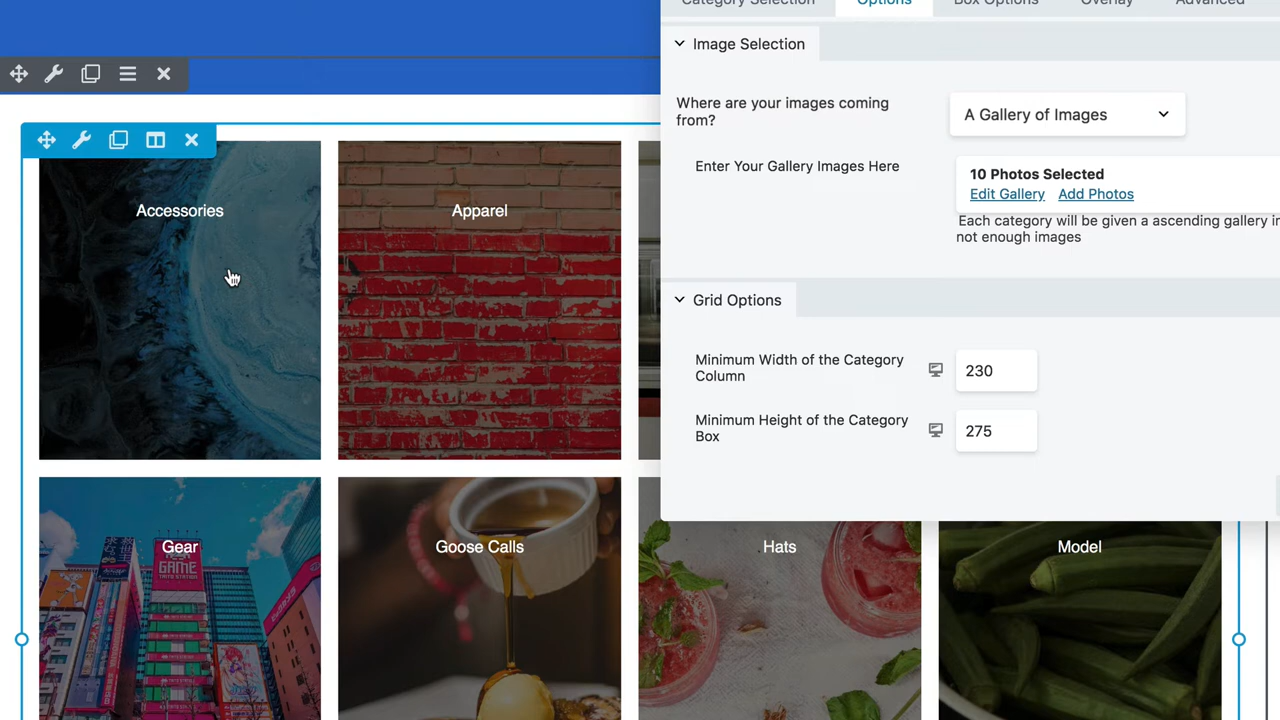 Category Selection
Options
Box Options
Overlay
Advanced
Image Selection
Where are your images coming
from?
A Gallery of Images
Enter Your Gallery Images Here
10 Photos Selected
Edit Gallery Add Photos
Each category will be given a ascending gallery
not enough images
Grid Options
Minimum Width of the Category
Column
230
Minimum Height of the Category
Box
275
Accessories
Apparel
Gear
Goose Calls
Hats
Model
GAME
TAITO STATION